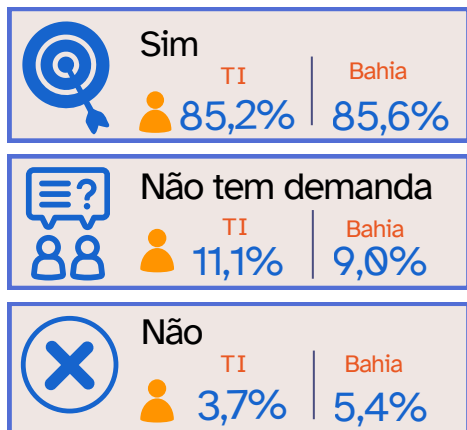 Sim
TI Bahia
85,2% 85,6%
?
Não tem demanda
TI Bahia
11,1% 9,0%
Não
TI Bahia
3,7% 5,4%